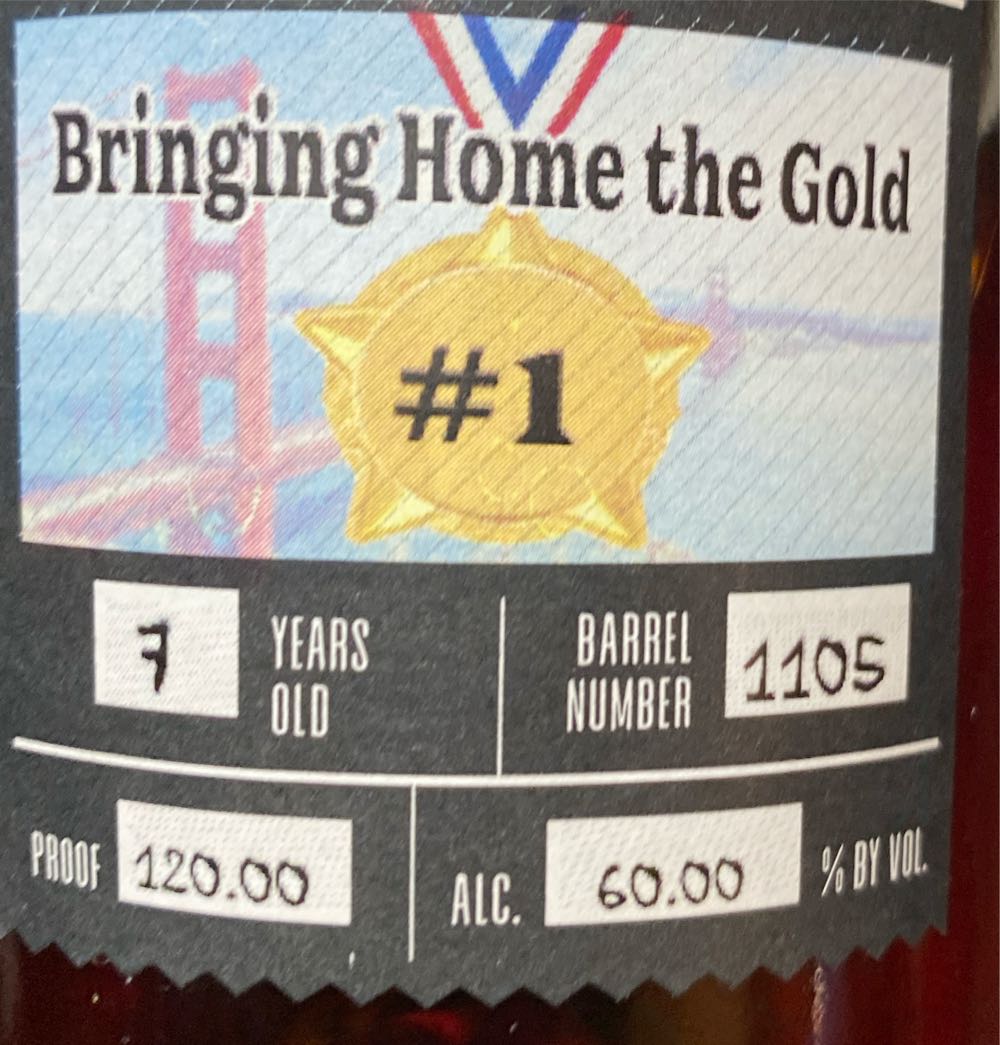 Bringing Home the Gold
#1
7 YEARS OLD
BARREL NUMBER 1105
PROOF 120.00
ALC. 60.00 % BY VOL.